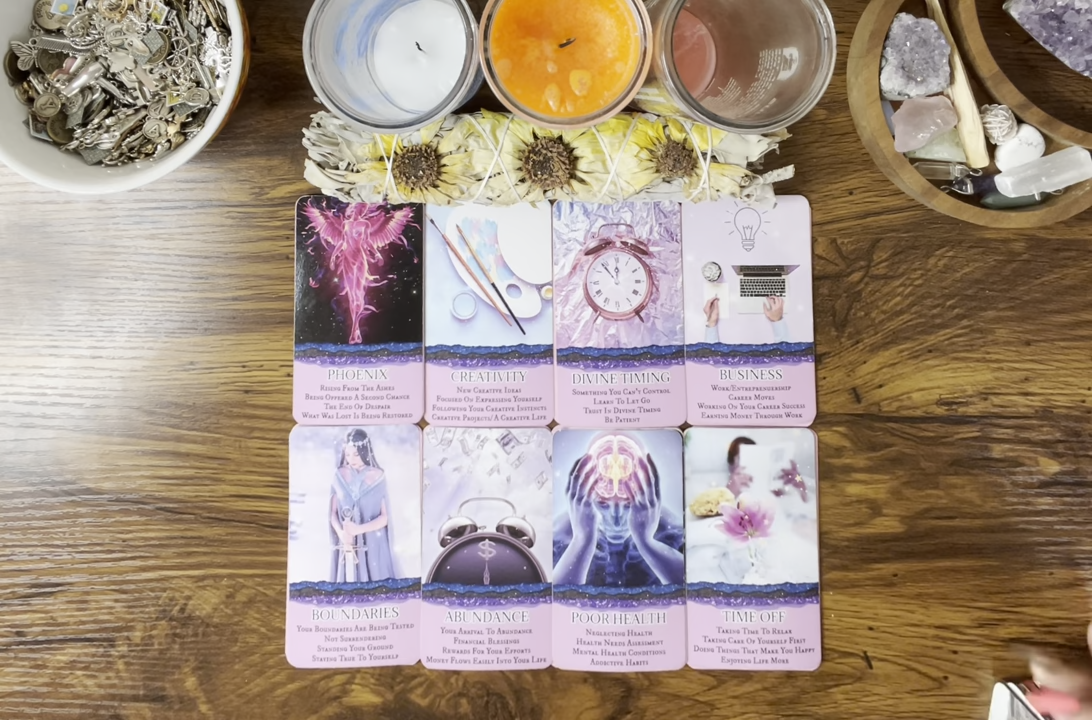 PHOENIX
RISING FROM THE ASHES
BEING OFFERED A SECOND CHANCE
THE END OF DESPAIR
WHAT WAS LOST IS BEING RESTORED
CREATIVITY
NEW CREATIVE IDEAS
FOCUSED ON EXPRESSING YOURSELF
FOLLOWING YOUR CREATIVE INSTINCTS
CREATIVE PROJECTS/A CREATIVE LIFE
DIVINE TIMING
SOMETHING YOU CAN'T CONTROL
LEARN TO LET GO
TRUST IN DIVINE TIMING
BE PATIENT
BUSINESS
WORK/ENTREPRENEURSHIP
CAREER MOVES
WORKING ON YOUR CAREER SUCCESS
EARNING MONEY THROUGH WORK
BOUNDARIES
YOUR BOUNDARIES ARE BEING TESTED
NOT SURRENDERING
STANDING YOUR GROUND
STAYING TRUE TO YOURSELF
ABUNDANCE
YOUR ARRIVAL TO ABUNDANCE
FINANCIAL BLESSINGS
REWARDS FOR YOUR EFFORTS
MONEY FLOWS EASILY INTO YOUR LIFE
POOR HEALTH
NEGLECTING HEALTH
HEALTH NEEDS ASSESSMENT
MENTAL HEALTH CONDITIONS
ADDICTIVE HABITS
TIME OFF
TAKING TIME TO RELAX
TAKING CARE OF YOURSELF FIRST
DOING THINGS THAT MAKE YOU HAPPY
ENJOYING LIFE MORE